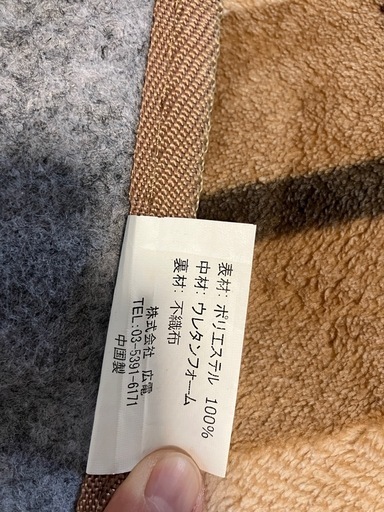 表材: ポリエステル 100%
中材: ウレタンフォーム
裏材: 不織布
株式会社 広電
TEL:03-5391-6171
中国製